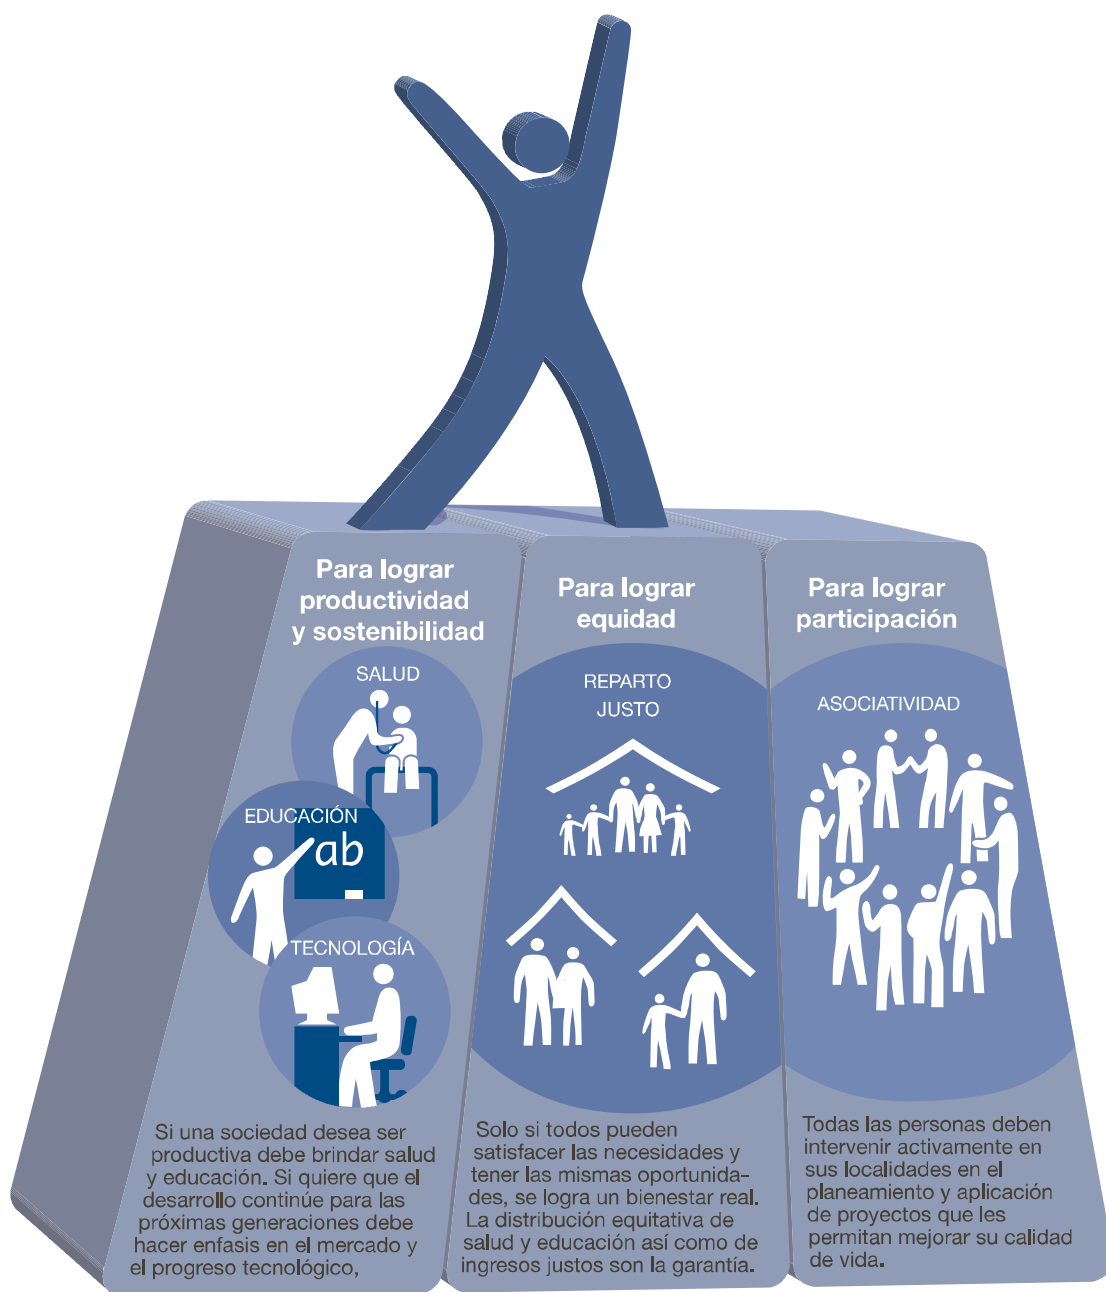 Para lograr
productividad
y sostenibilidad
SALUD
EDUCACIÓN
ab
TECNOLOGÍA
Si una sociedad desea ser
productiva debe brindar salud
y educación. Si quiere que el
desarrollo continúe para las
próximas generaciones debe
hacer enfasis en el mercado y
el progreso tecnológico,
Para lograr
equidad
REPARTO
JUSTO
Solo si todos pueden
satisfacer las necesidades y
tener las mismas oportunida-
des, se logra un bienestar real.
La distribución equitativa de
salud y educación así como de
ingresos justos son la garantía.
Para lograr
participación
ASOCIATIVIDAD
Todas las personas deben
intervenir activamente en
sus localidades en el
planeamiento y aplicación
de proyectos que les
permitan mejorar su calidad
de vida.